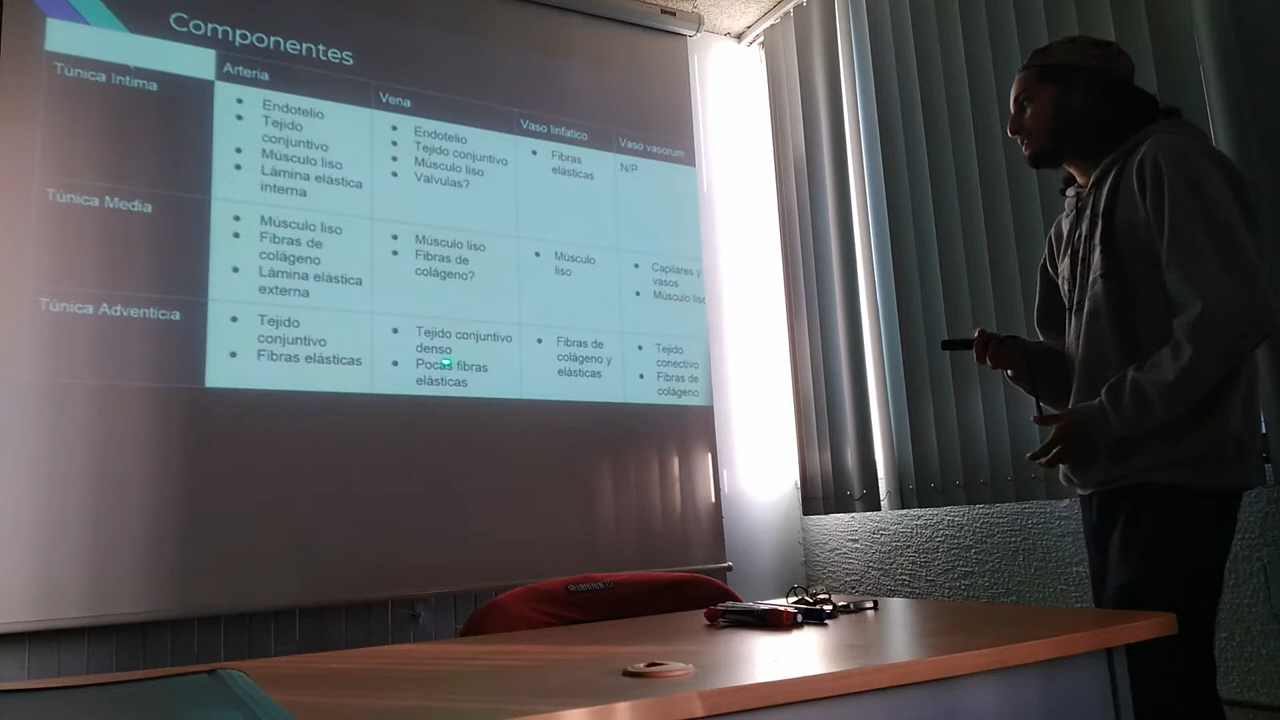 Componentes
Arteria
Vena
Vaso linfatico
Vaso vasorum
Túnica Intima
Endotelio
Tejido
conjuntivo
Músculo liso
Lámina elástica
interna
Endotelio
Tejido conjuntivo
Músculo liso
Valvulas?
Fibras
elásticas
N/P
Túnica Media
Músculo liso
Fibras de
colágeno
Lámina elástica
externa
Músculo liso
Fibras de
colágeno?
Músculo
liso
Capilares y
vasos
Músculo liso
Túnica Adventicia
Tejido
conjuntivo
Fibras elásticas
Tejido conjuntivo
denso
Pocas fibras
elásticas
Fibras de
colágeno y
elásticas
Tejido
conectivo
Fibras de
colágeno